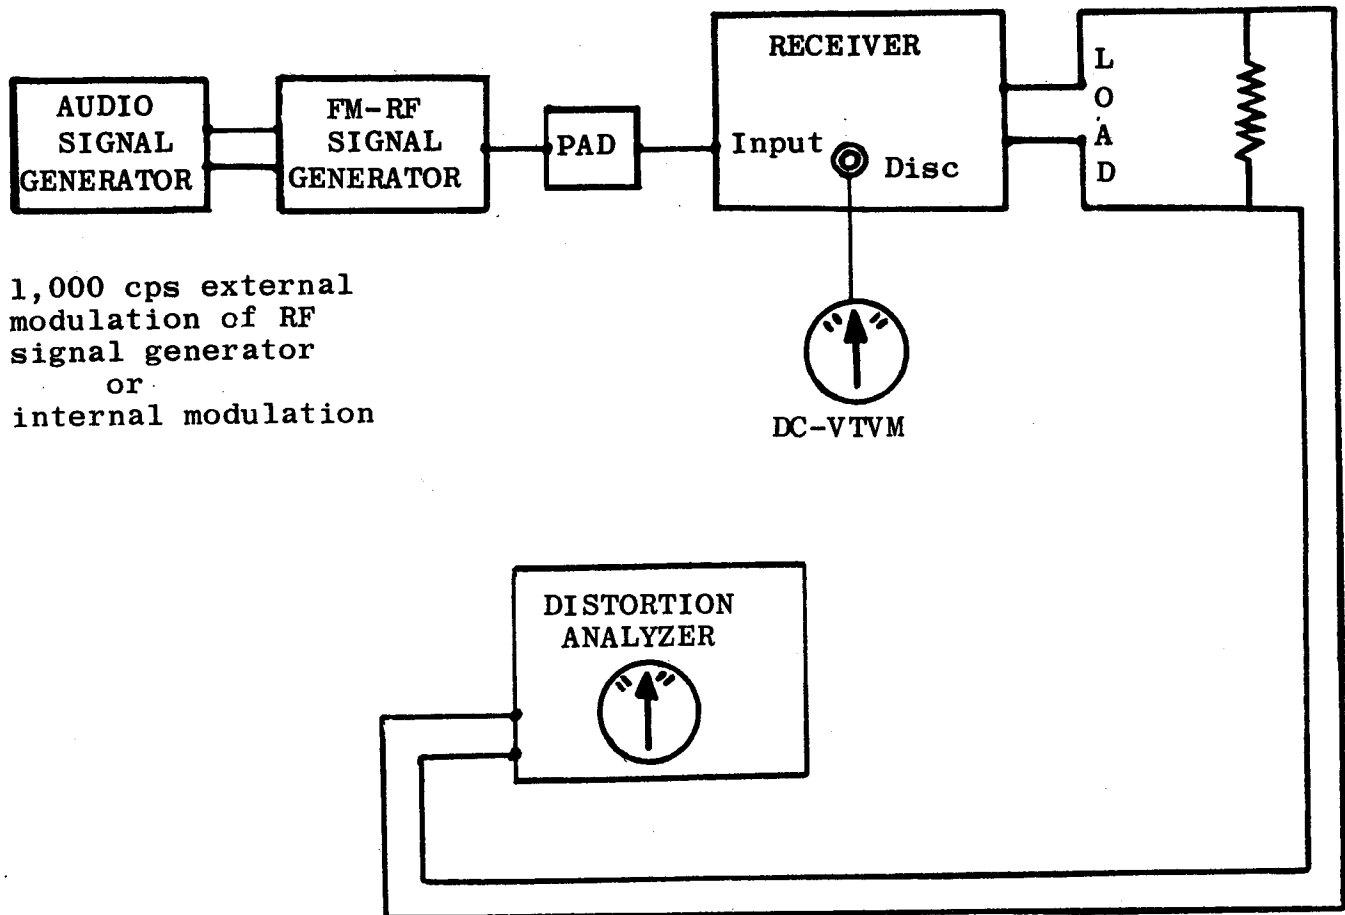 AUDIO
SIGNAL
GENERATOR
FM-RF
SIGNAL
GENERATOR
PAD
RECEIVER
Input
Disc
L
O
A
D
1,000 cps external
modulation of RF
signal generator
or
internal modulation
DC-VTVM
DISTORTION
ANALYZER